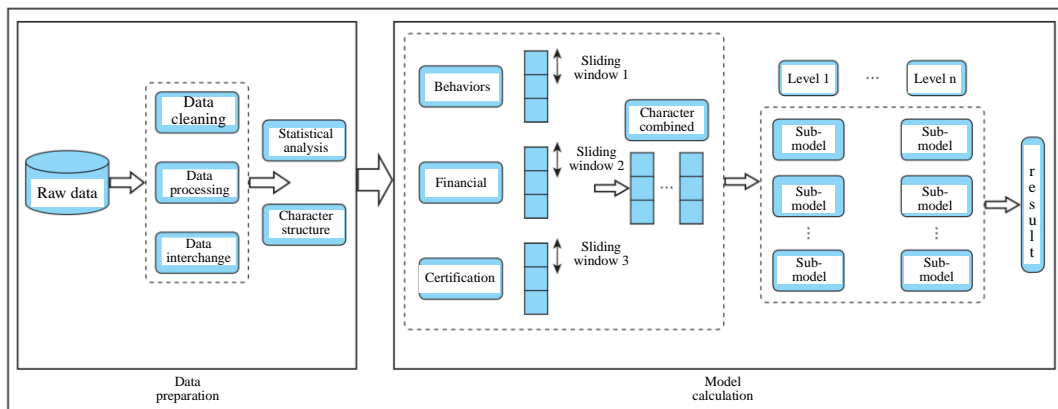 Raw data
Data
cleaning
Data
processing
Data
interchange
Statistical
analysis
Character
structure
Data
preparation
Behaviors
Financial
Certification
Sliding
window 1
Sliding
window 2
Sliding
window 3
Character
combined
...
Level 1
...
Level n
Sub-
model
Sub-
model
Sub-
model
Sub-
model
Sub-
model
Sub-
model
result
Model
calculation